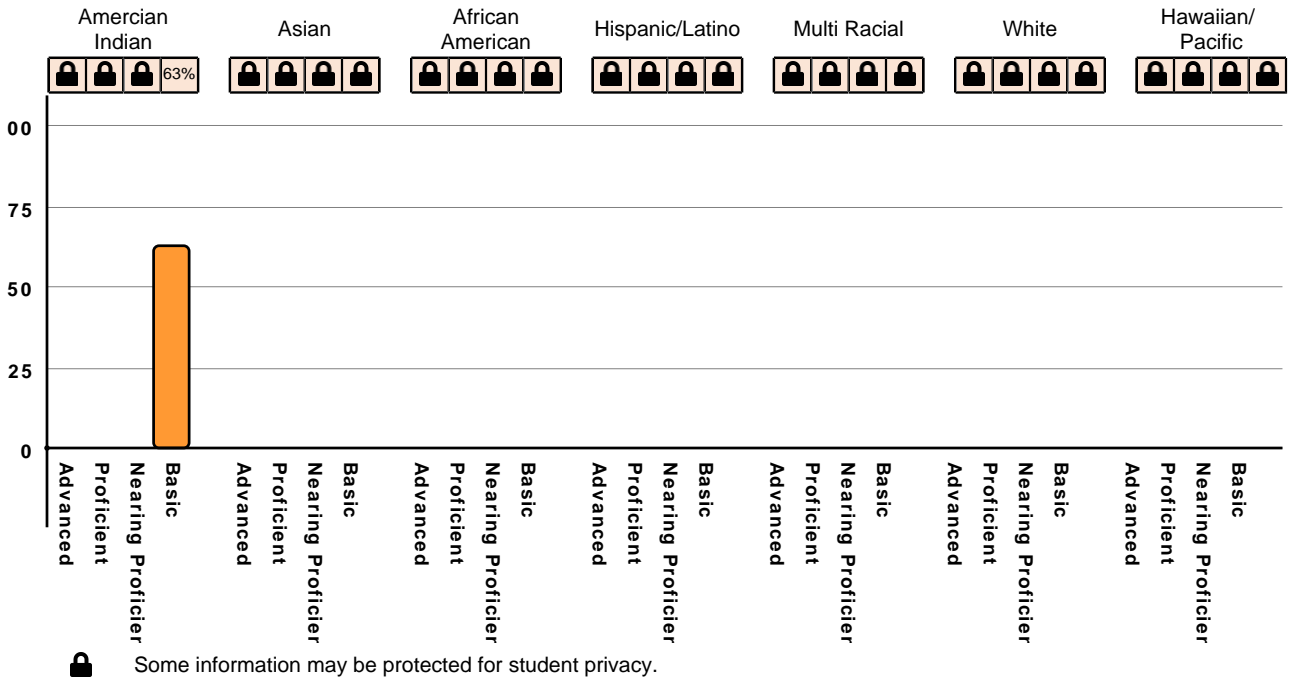 Amercian
Indian
Asian
African
American
Hispanic/Latino
Multi Racial
White
Hawaiian/
Pacific
63%
00
75
50
25
0
Advanced
Proficient
Nearing Proficier
Basic
Advanced
Proficient
Nearing Proficier
Basic
Advanced
Proficient
Nearing Proficier
Basic
Advanced
Proficient
Nearing Proficier
Basic
Advanced
Proficient
Nearing Proficier
Basic
Advanced
Proficient
Nearing Proficier
Basic
Advanced
Proficient
Nearing Proficier
Basic
Some information may be protected for student privacy.